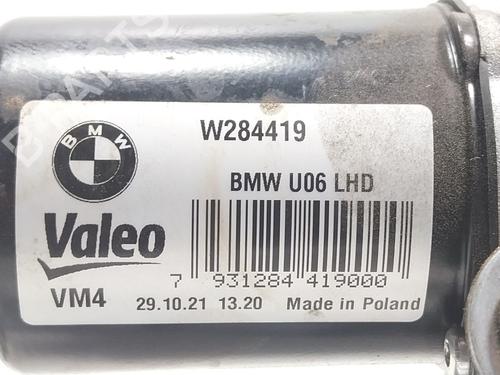 BMW
W284419
BMW U06 LHD
Valeo
7 931284 419000
VM4
29.10.21 13.20 Made in Poland